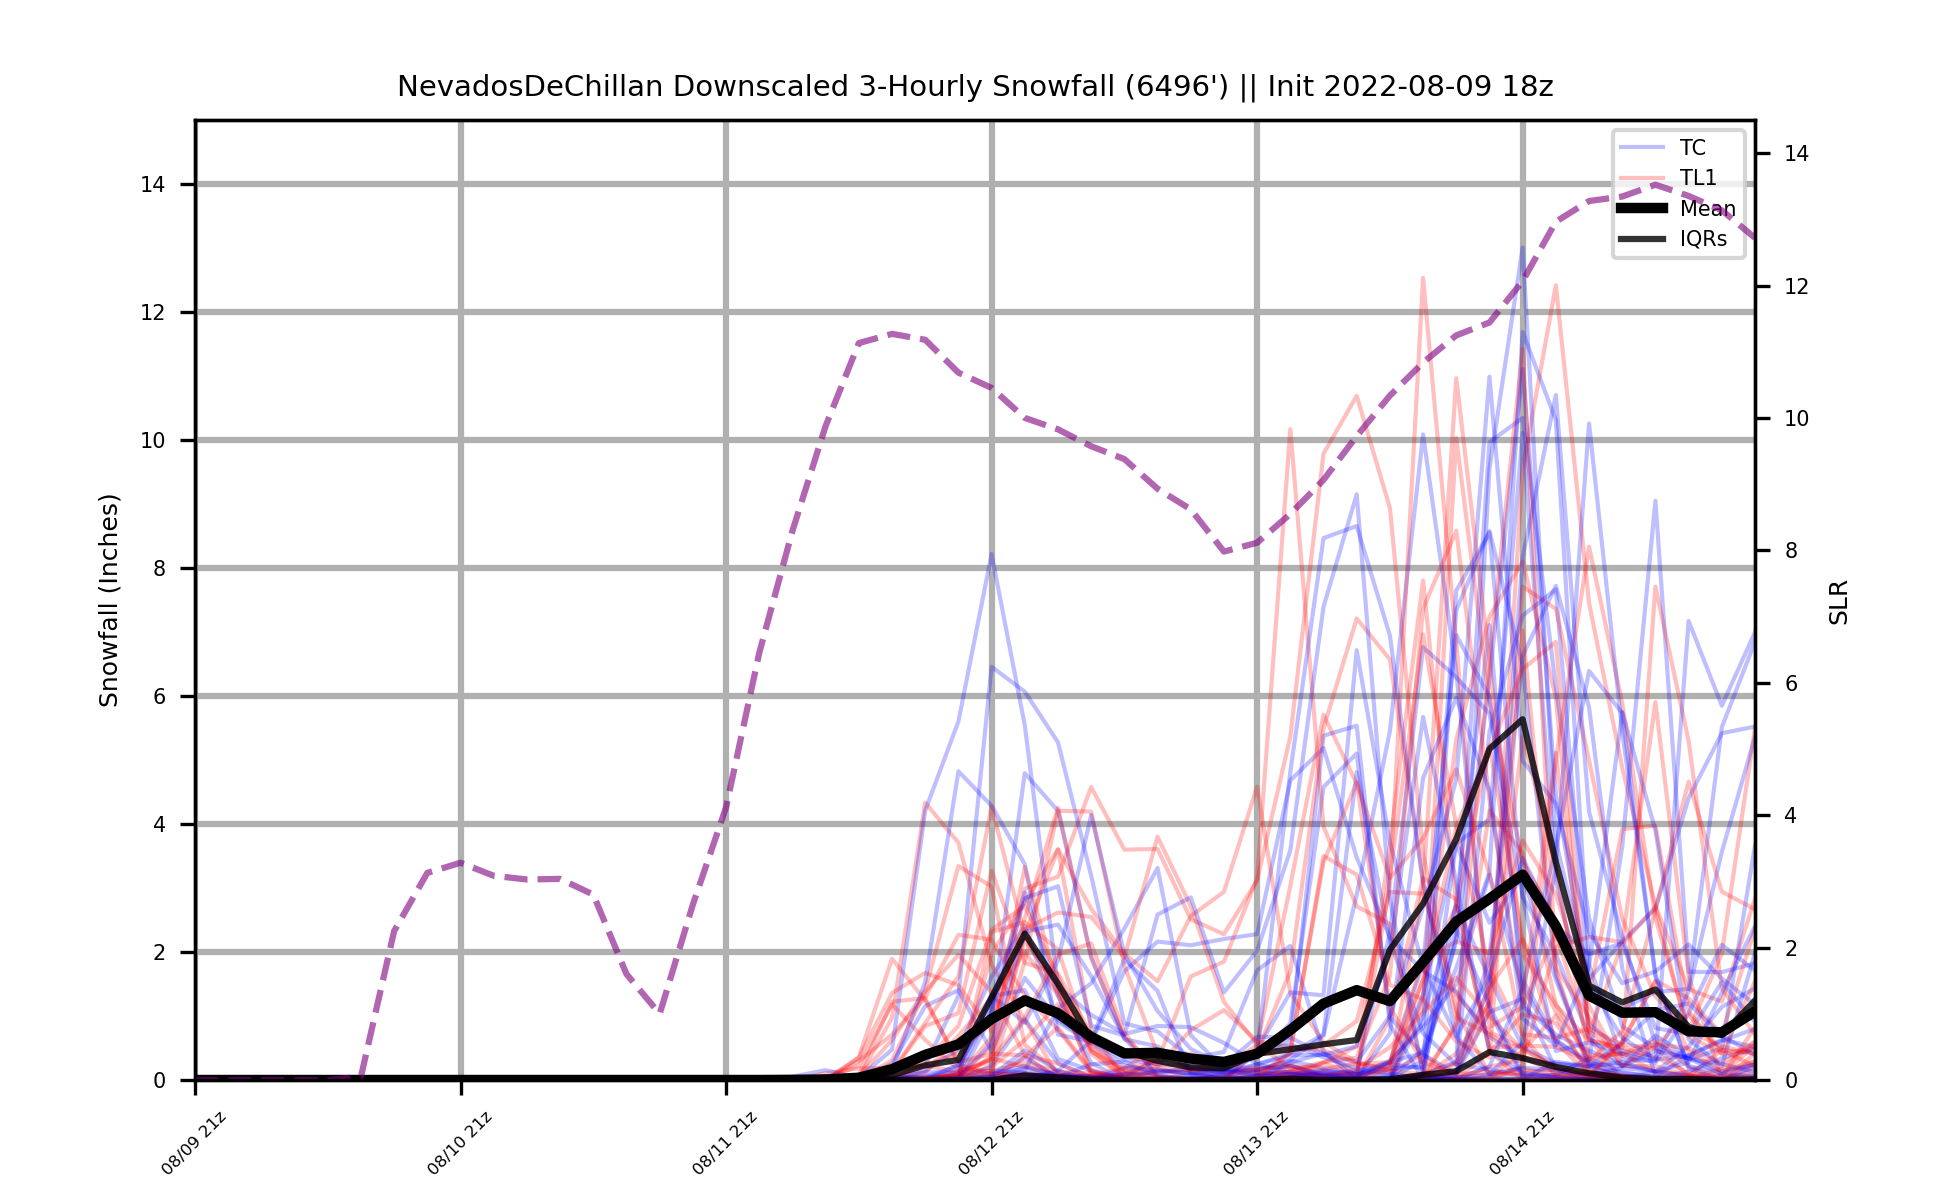 NevadosDeChillan Downscaled 3-Hourly Snowfall (6496') || Init 2022-08-09 18z
TC
TL1
Mean
IQRs
14
12
10
8
6
4
2
0
Snowfall (Inches)
14
12
10
8
6
4
2
0
SLR
08/09 21z
08/10 21z
08/11 21z
08/12 21z
08/13 21z
08/14 21z